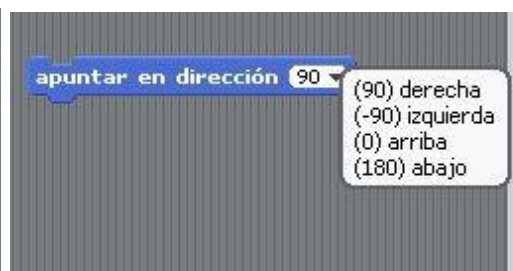 apuntar en dirección 90
(90) derecha
(-90) izquierda
(0) arriba
(180) abajo